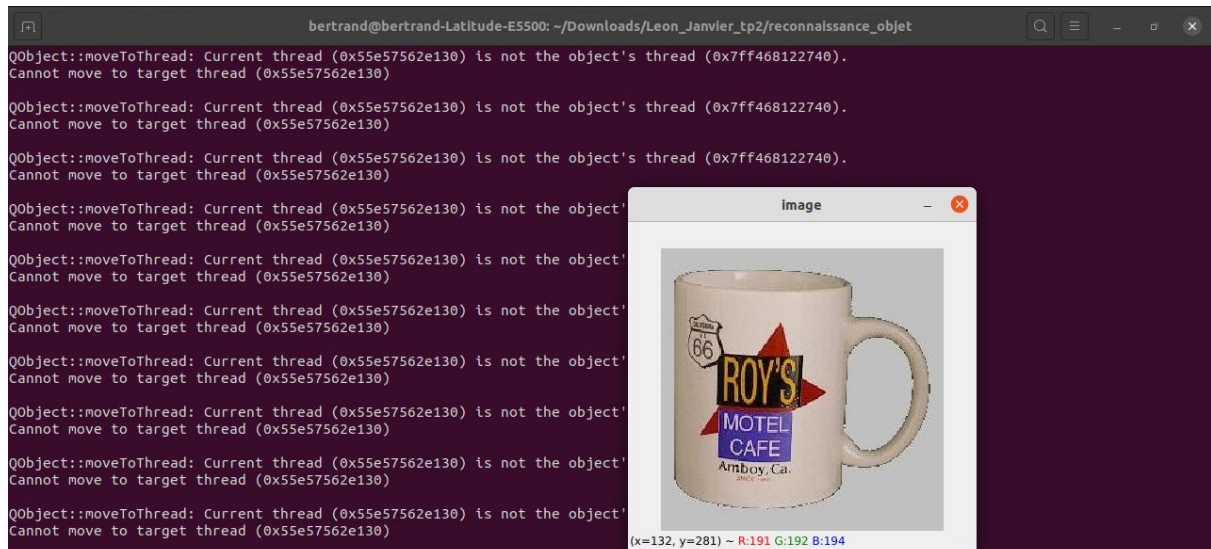 bertrand@bertrand-Latitude-E5500: ~/Downloads/Leon_Janvier_tp2/reconnaissance_objet
QObject::moveToThread: Current thread (0x55e57562e130) is not the object's thread (0x7ff468122740).
Cannot move to target thread (0x55e57562e130)
QObject::moveToThread: Current thread (0x55e57562e130) is not the object's thread (0x7ff468122740).
Cannot move to target thread (0x55e57562e130)
QObject::moveToThread: Current thread (0x55e57562e130) is not the object's thread (0x7ff468122740).
Cannot move to target thread (0x55e57562e130)
QObject::moveToThread: Current thread (0x55e57562e130) is not the object'
Cannot move to target thread (0x55e57562e130)
QObject::moveToThread: Current thread (0x55e57562e130) is not the object'
Cannot move to target thread (0x55e57562e130)
QObject::moveToThread: Current thread (0x55e57562e130) is not the object'
Cannot move to target thread (0x55e57562e130)
QObject::moveToThread: Current thread (0x55e57562e130) is not the object'
Cannot move to target thread (0x55e57562e130)
QObject::moveToThread: Current thread (0x55e57562e130) is not the object'
Cannot move to target thread (0x55e57562e130)
QObject::moveToThread: Current thread (0x55e57562e130) is not the object'
Cannot move to target thread (0x55e57562e130)
QObject::moveToThread: Current thread (0x55e57562e130) is not the object'
Cannot move to target thread (0x55e57562e130)
image
66
ROY'S
MOTEL
CAFE
Amboy, Ca.
(x=132, y=281) ~ R:191 G:192 B:194